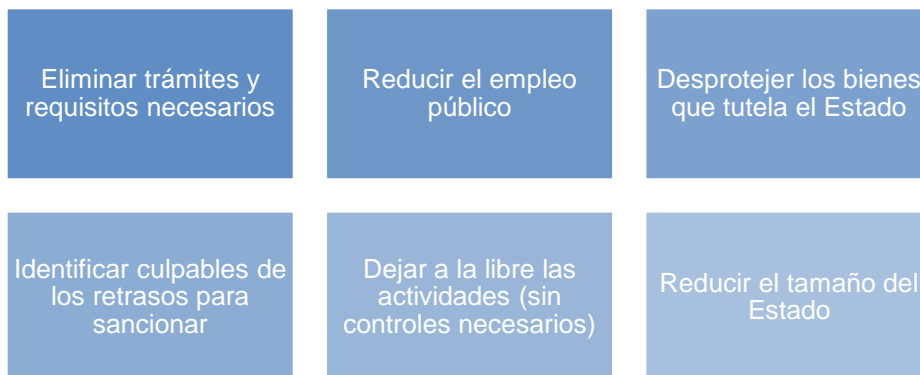 Eliminar trámites y
requisitos necesarios
Reducir el empleo
público
Desprotejer los bienes
que tutela el Estado
Identificar culpables de
los retrasos para
sancionar
Dejar a la libre las
actividades (sin
controles necesarios)
Reducir el tamaño del
Estado